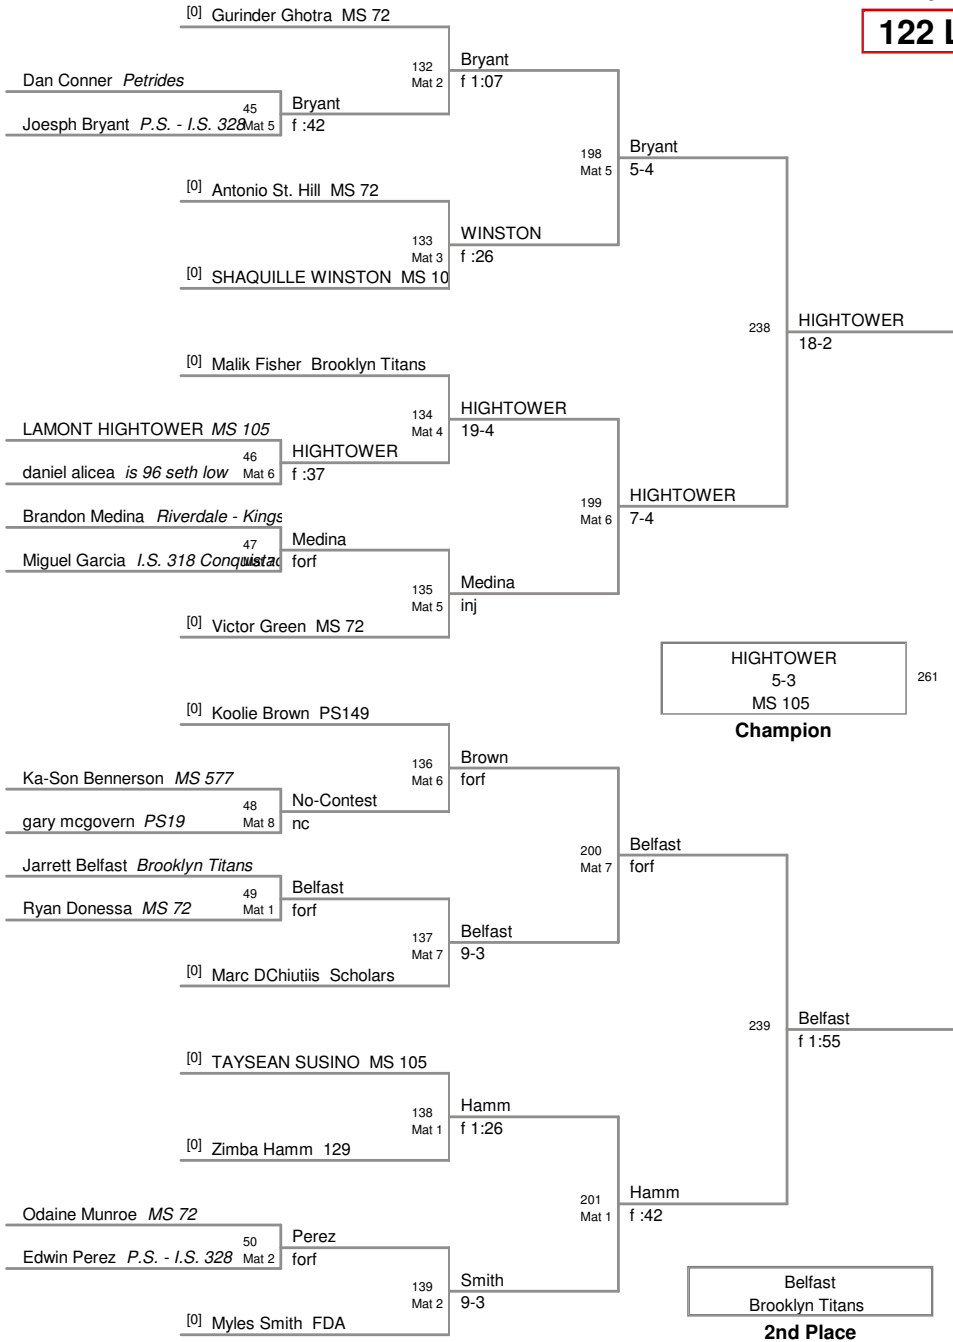 [0] Gurinder Ghotra MS 72
122 L
132 Bryant
Mat 2 f 1:07
Dan Conner Petrides
45 Bryant
Joesph Bryant P.S. - I.S. 328 Mat 5 f :42
198 Bryant
Mat 5 5-4
[0] Antonio St. Hill MS 72
133 WINSTON
Mat 3 f :26
[0] SHAQUILLE WINSTON MS 10
238 HIGHTOWER
18-2
[0] Malik Fisher Brooklyn Titans
134 HIGHTOWER
Mat 4 19-4
LAMONT HIGHTOWER MS 105
46 HIGHTOWER
daniel alicea is 96 seth low Mat 6 f :37
199 HIGHTOWER
Mat 6 7-4
Brandon Medina Riverdale - Kings
47 Medina
Miguel Garcia I.S. 318 Conquistad forf
135 Medina
Mat 5 inj
[0] Victor Green MS 72
HIGHTOWER
5-3
MS 105
261
Champion
[0] Koolie Brown PS149
136 Brown
Mat 6 forf
Ka-Son Bennerson MS 577
48 No-Contest
gary mcgovern PS19 Mat 8 nc
200 Belfast
Mat 7 forf
Jarrett Belfast Brooklyn Titans
49 Belfast
Ryan Donessa MS 72 Mat 1 forf
137 Belfast
Mat 7 9-3
[0] Marc DChiutiis Scholars
239 Belfast
f 1:55
[0] TAYSEAN SUSINO MS 105
138 Hamm
Mat 1 f 1:26
[0] Zimba Hamm 129
201 Hamm
Mat 1 f :42
Odaine Munroe MS 72
50 Perez
Edwin Perez P.S. - I.S. 328 Mat 2 forf
139 Smith
Mat 2 9-3
[0] Myles Smith FDA
Belfast
Brooklyn Titans
2nd Place